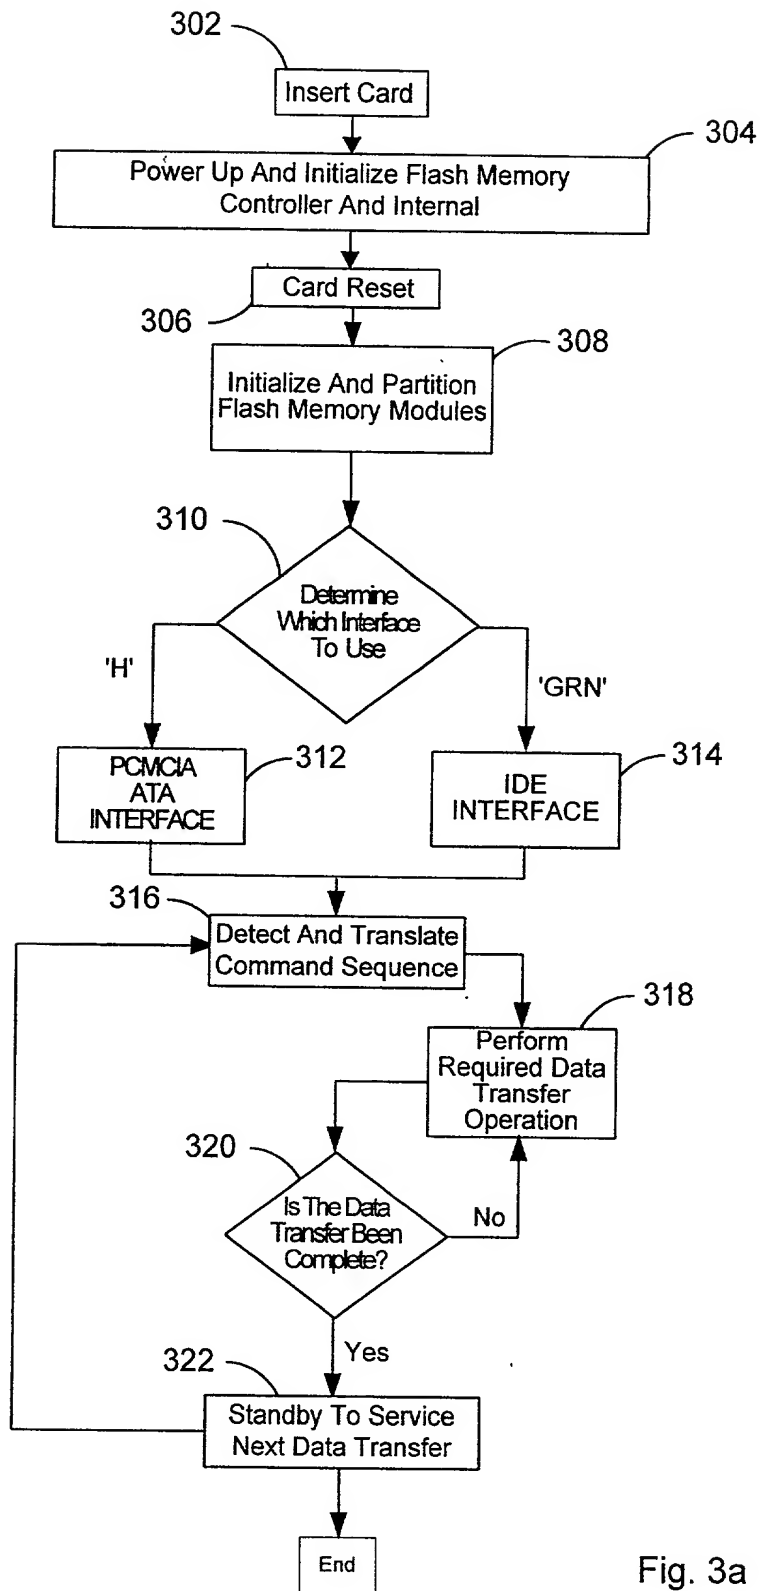 302
Insert Card
304
Power Up And Initialize Flash Memory
Controller And Internal
Card Reset
306
308
Initialize And Partition
Flash Memory Modules
310
Determine
Which Interface
To Use
'H'
'GRN'
PCMCIA
ATA
INTERFACE
312
IDE
INTERFACE
314
316
Detect And Translate
Command Sequence
318
Perform
Required Data
Transfer
Operation
320
Is The Data
Transfer Been
Complete?
No
Yes
322
Standby To Service
Next Data Transfer
End
Fig. 3a